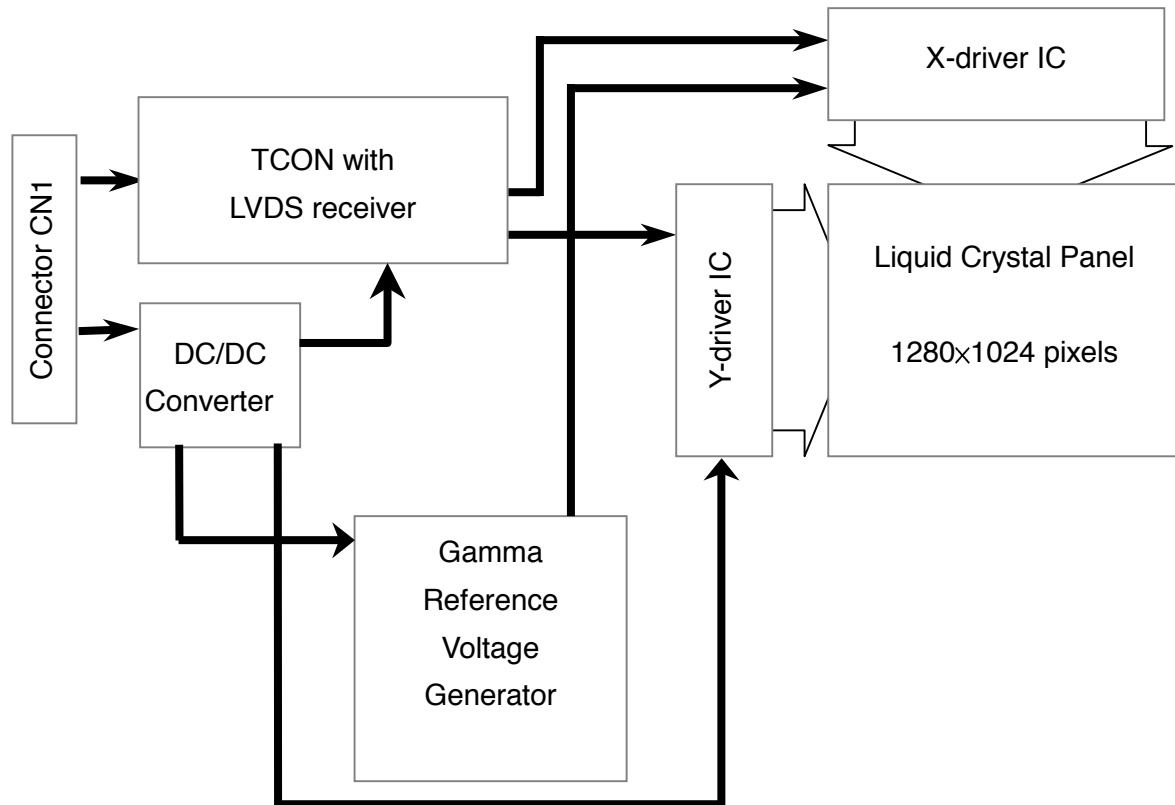 X-driver IC
TCON with
LVDS receiver
Connector CN1
Y-driver IC
Liquid Crystal Panel
1280×1024 pixels
DC/DC
Converter
Gamma
Reference
Voltage
Generator